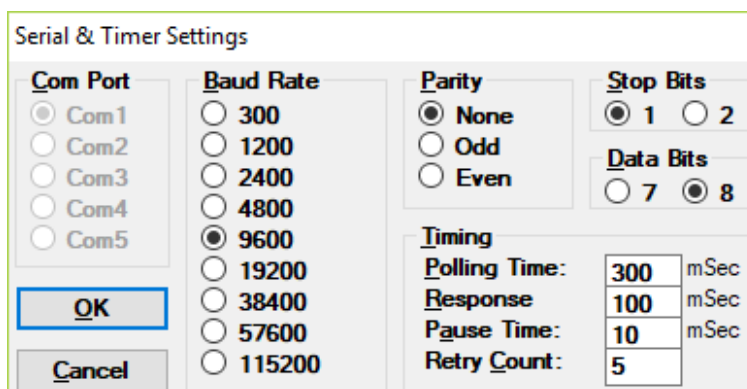 Serial & Timer Settings
Com Port
Com1
Com2
Com3
Com4
Com5
OK
Cancel
Baud Rate
300
1200
2400
4800
9600
19200
38400
57600
115200
Parity
None
Odd
Even
Stop Bits
1 2
Data Bits
7 8
Timing
Polling Time: 300 mSec
Response 100 mSec
Pause Time: 10 mSec
Retry Count: 5